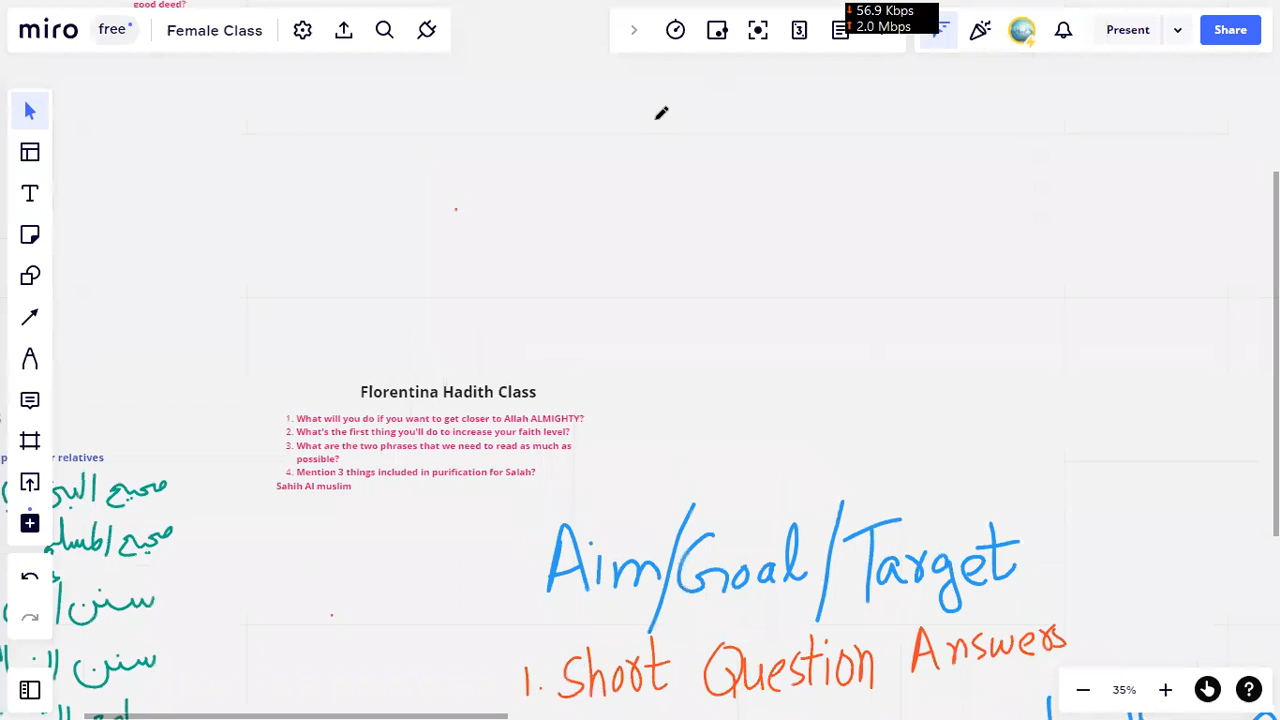 good deed?
miro
free
Female Class
56.9 Kbps
2.0 Mbps
3
Present
Share
Florentina Hadith Class
1. What will you do if you want to get closer to Allah ALMIGHTY?
2. What's the first thing you'll do to increase your faith level?
3. What are the two phrases that we need to read as much as
possible?
4. Mention 3 things included in purification for Salah?
Sahih Al muslim
relatives
صحيح
صحيح
سنن
سنن
Aim/Goal/Target
1. Short Question Answers
35%